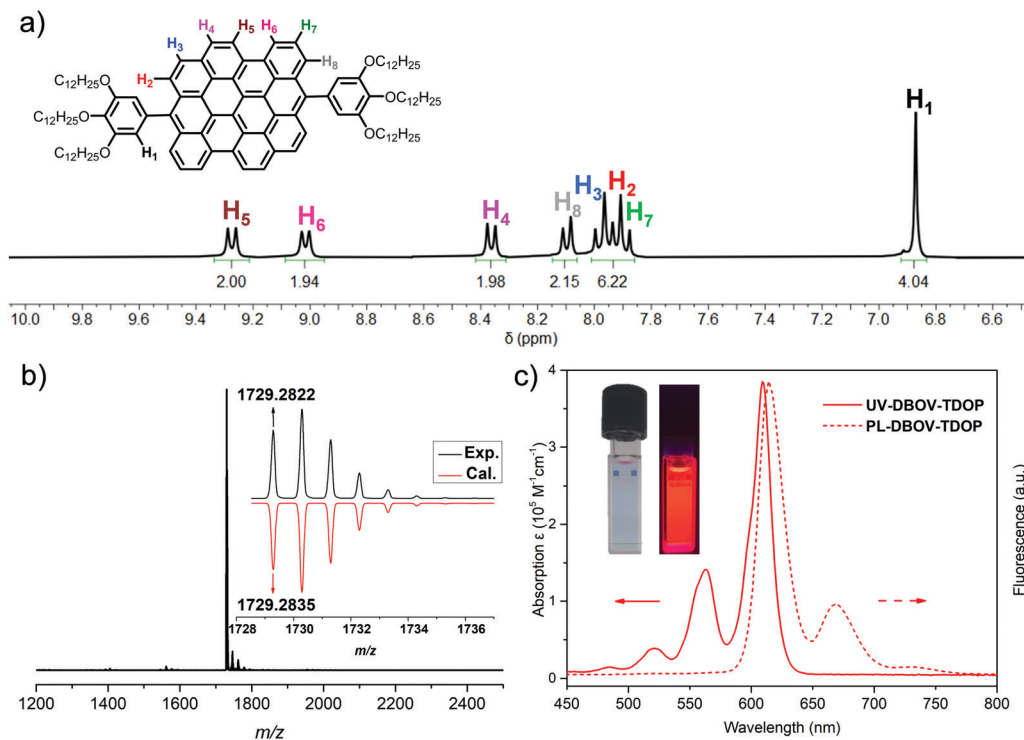 a)
H4 H5 H6 H7
H3
H8
H2
C12H25O
C12H25O
C12H25O
H1
OC12H25
OC12H25
OC12H25
H5
H6
H4
H8
H3
H2
H7
H1
2.00
1.94
1.98
2.15
6.22
4.04
10.0 9.8 9.6 9.4 9.2 9.0 8.8 8.6 8.4 8.2 8.0 7.8 7.6 7.4 7.2 7.0 6.8 6.6
δ (ppm)
b)
1729.2822
Exp.
Cal.
1729.2835
1728 1730 1732 1734 1736
m/z
1200 1400 1600 1800 2000 2200 2400
m/z
c)
4
3
2
1
0
Absorption ε (10⁵ M⁻¹cm⁻¹)
UV-DBOV-TDOP
PL-DBOV-TDOP
Fluorescence (a.u.)
450 500 550 600 650 700 750 800
Wavelength (nm)